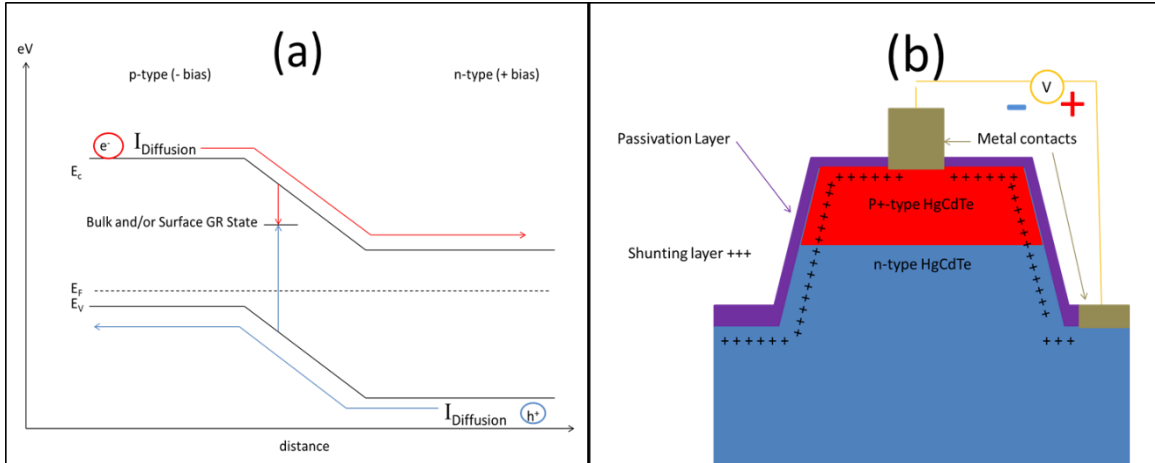 (a)
eV
p-type (- bias)
n-type (+ bias)
e-
IDiffusion
Ec
Bulk and/or Surface GR State
EF
EV
IDiffusion
h+
distance
(b)
V
- +
Passivation Layer
Metal contacts
+++++++ ++++++
P+-type HgCdTe
Shunting layer +++
n-type HgCdTe
++++++ +++